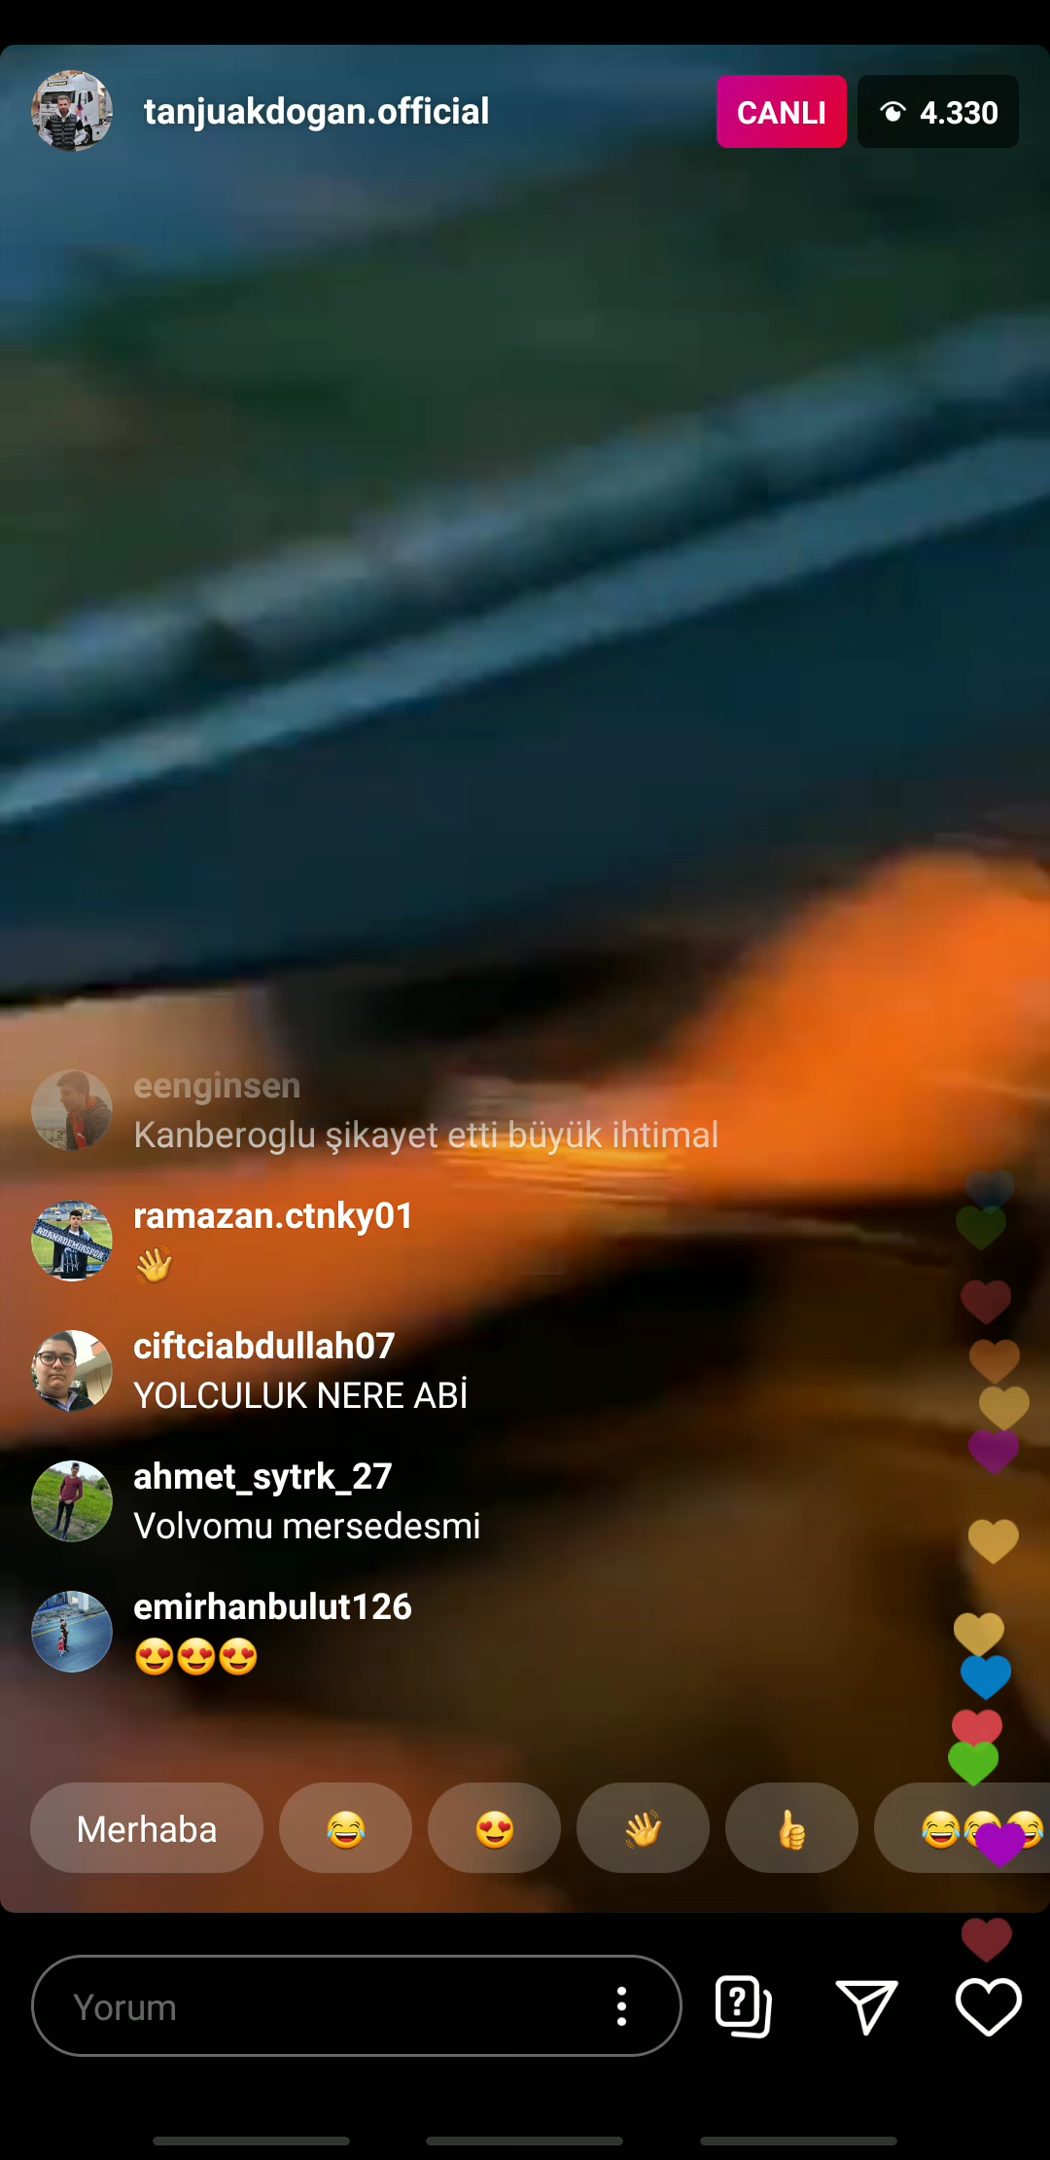 tanjuakdogan.official
CANLI
4.330
eenginsen
Kanberoglu şikayet etti büyük ihtimal
ramazan.ctnky01
👋
ciftciabdullah07
YOLCULUK NERE ABİ
ahmet_sytrk_27
Volvomu mersedesmi
emirhanbulut126
😍😍😍
Merhaba 😂 😍 👋 👍 😂😂😂
Yorum